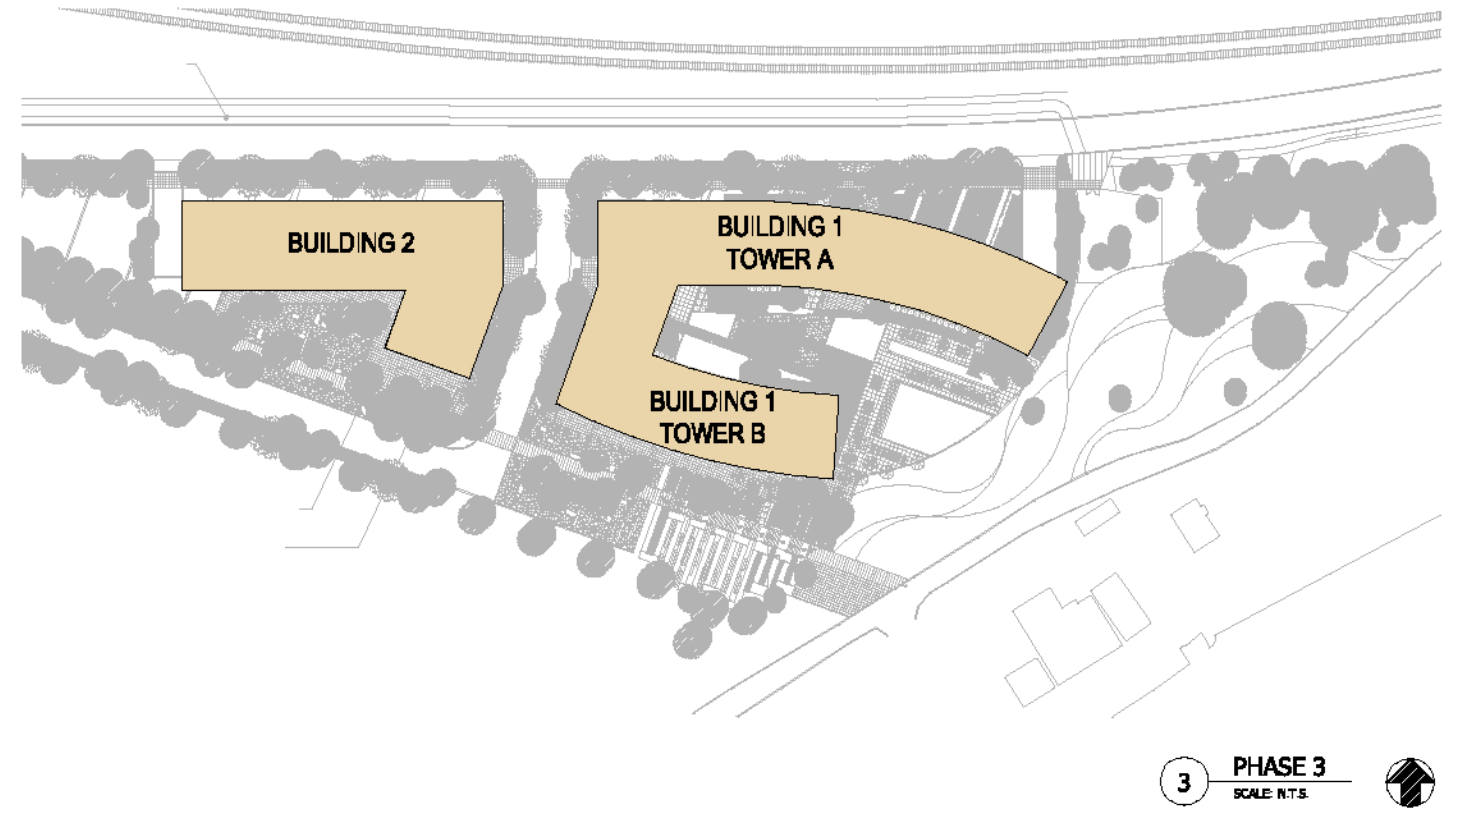 BUILDING 2
BUILDING 1
TOWER A
BUILDING 1
TOWER B
3
PHASE 3
SCALE: N.T.S.